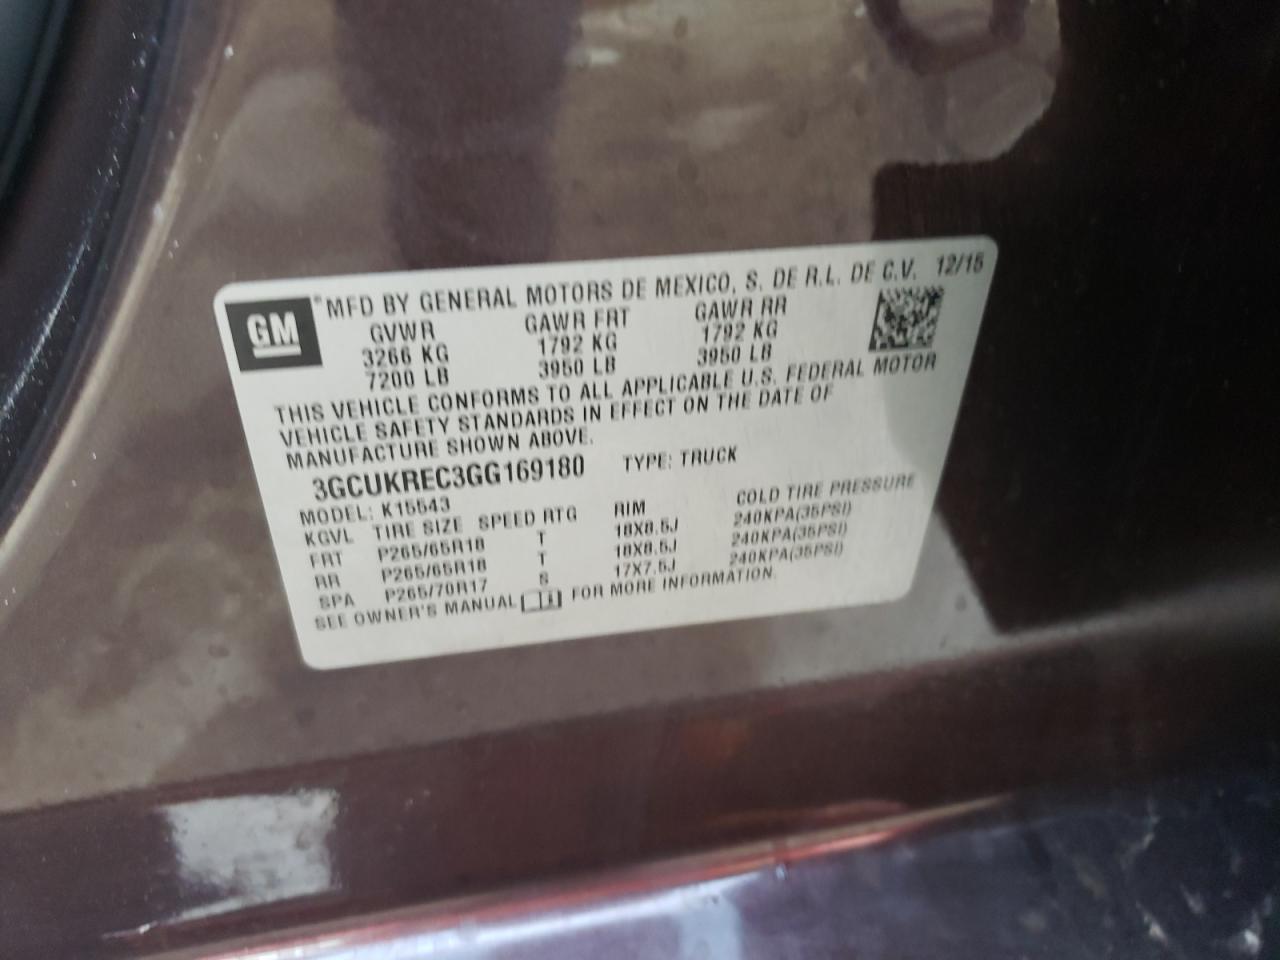 GM ® MFD BY GENERAL MOTORS DE MEXICO, S. DE R.L. DE C.V. 12/15
GVWR GAWR FRT GAWR RR
3266 KG 1792 KG 1792 KG
7200 LB 3950 LB 3950 LB
THIS VEHICLE CONFORMS TO ALL APPLICABLE U.S. FEDERAL MOTOR
VEHICLE SAFETY STANDARDS IN EFFECT ON THE DATE OF
MANUFACTURE SHOWN ABOVE.
3GCUKREC3GG169180 TYPE: TRUCK
MODEL: K15543
KGVL TIRE SIZE SPEED RTG RIM COLD TIRE PRESSURE
FRT P265/65R18 T 18X8.5J 240KPA(35PSI)
RR P265/65R18 T 18X8.5J 240KPA(35PSI)
SPA P265/70R17 S 17X7.5J 240KPA(35PSI)
SEE OWNER'S MANUAL FOR MORE INFORMATION.